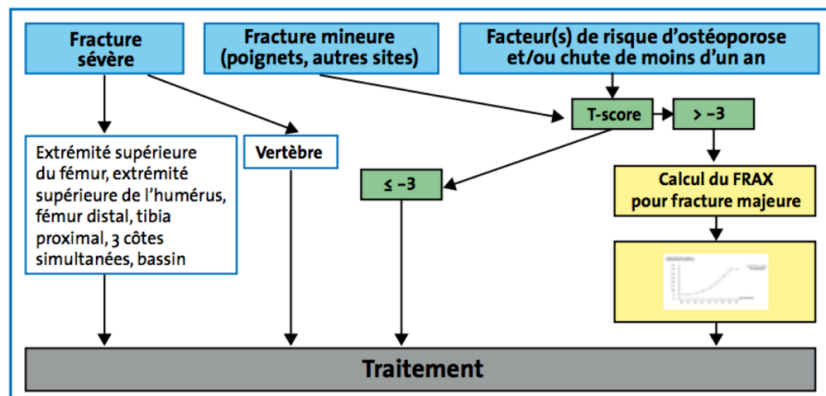 Fracture
sévère
Fracture mineure
(poignets, autres sites)
Facteur(s) de risque d'ostéoporose
et/ou chute de moins d'un an
T-score
> –3
Extrémité supérieure
du fémur, extrémité
supérieure de l'humérus,
fémur distal, tibia
proximal, 3 côtes
simultanées, bassin
Vertèbre
≤ –3
Calcul du FRAX
pour fracture majeure
Traitement